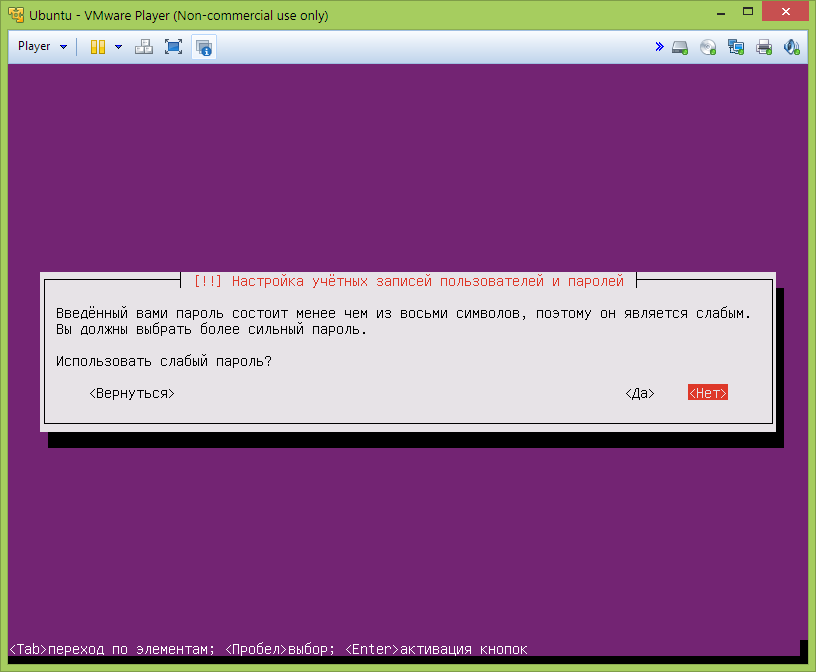 Ubuntu - VMware Player (Non-commercial use only)
Player
[!!] Настройка учётных записей пользователей и паролей
Введённый вами пароль состоит менее чем из восьми символов, поэтому он является слабым.
Вы должны выбрать более сильный пароль.
Использовать слабый пароль?
<Вернуться> <Да> <Нет>
<Tab>переход по элементам; <Пробел>выбор; <Enter>активация кнопок